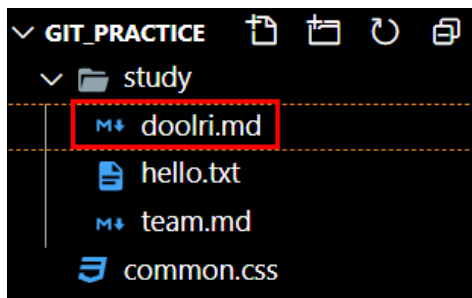 GIT_PRACTICE
study
doolri.md
hello.txt
team.md
common.css